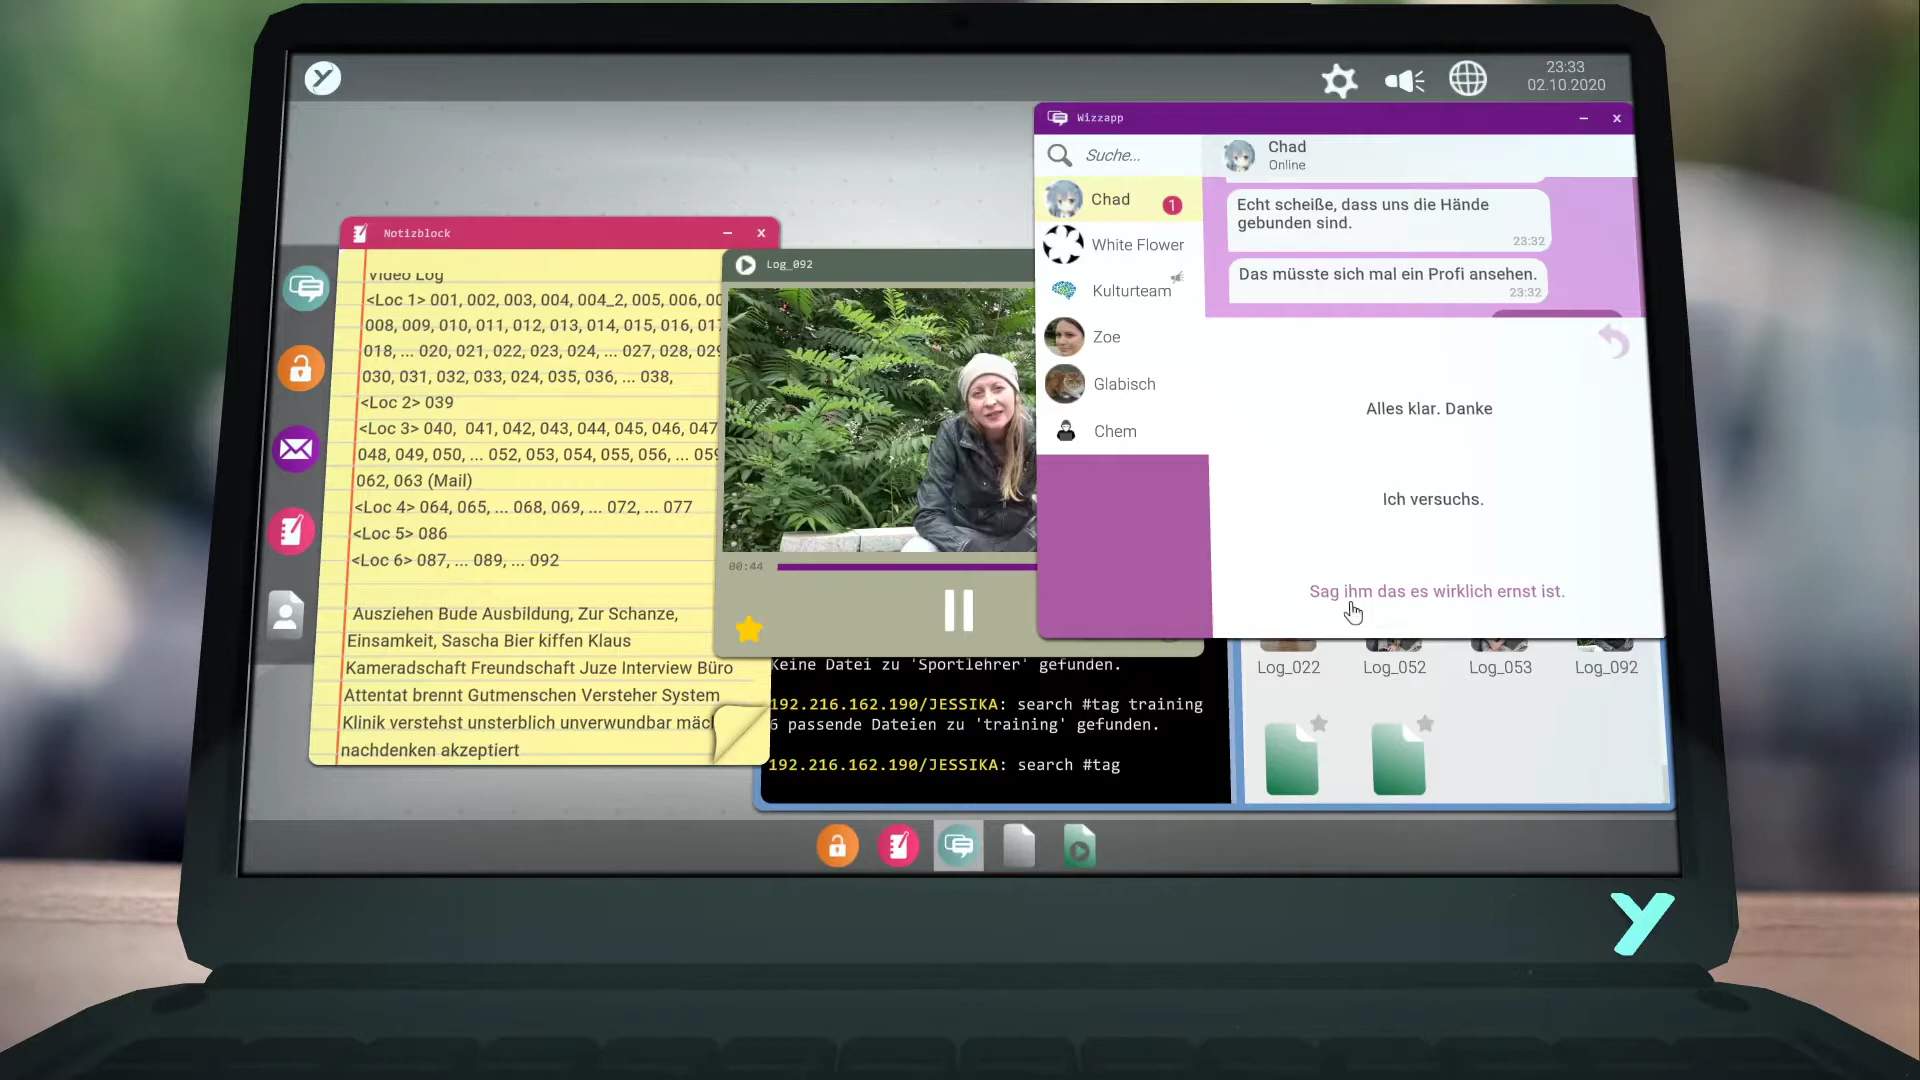 23:33
02.10.2020
Wizzapp
Suche...
Chad
1
White Flower
Kulturteam
Zoe
Glabisch
Chem
Chad
Online
Echt scheiße, dass uns die Hände
gebunden sind.
23:32
Das müsste sich mal ein Profi ansehen.
23:32
Alles klar. Danke
Ich versuchs.
Sag ihm das es wirklich ernst ist.
Notizblock
Video Log
<Loc 1> 001, 002, 003, 004, 004_2, 005, 006, 00
008, 009, 010, 011, 012, 013, 014, 015, 016, 017
018, ... 020, 021, 022, 023, 024, ... 027, 028, 029
030, 031, 032, 033, 024, 035, 036, ... 038,
<Loc 2> 039
<Loc 3> 040, 041, 042, 043, 044, 045, 046, 047
048, 049, 050, ... 052, 053, 054, 055, 056, ... 059
062, 063 (Mail)
<Loc 4> 064, 065, ... 068, 069, ... 072, ... 077
<Loc 5> 086
<Loc 6> 087, ... 089, ... 092
Ausziehen Bude Ausbildung, Zur Schanze,
Einsamkeit, Sascha Bier kiffen Klaus
Kameradschaft Freundschaft Juze Interview Büro
Attentat brennt Gutmenschen Versteher System
Klinik verstehst unsterblich unverwundbar mäc
nachdenken akzeptiert
Log_092
00:44
Keine Datei zu 'Sportlehrer' gefunden.
192.216.162.190/JESSIKA: search #tag training
6 passende Dateien zu 'training' gefunden.
192.216.162.190/JESSIKA: search #tag
Log_022
Log_052
Log_053
Log_092